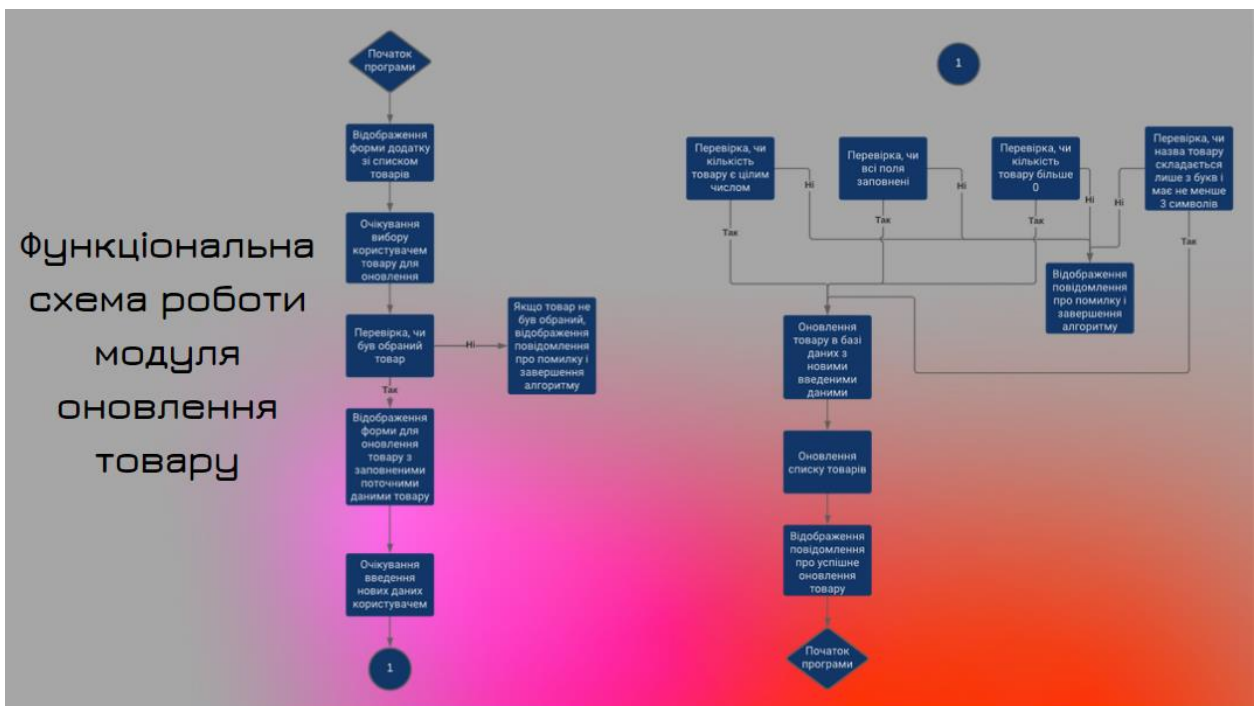 Функціональна
схема роботи
модуля
оновлення
товару
Початок
програми
Відображення
форми додатку
зі списком
товарів
Очікування
вибору
користувачем
товару для
оновлення
Перевірка, чи
був обраний
товар
Ні
Якщо товар не
був обраний,
відображення
повідомлення
про помилку і
завершення
алгоритму
Так
Відображення
форми для
оновлення
товару з
заповненими
поточними
даними товару
Очікування
введення
нових даних
користувачем
1
1
Перевірка, чи
кількість
товару є цілим
числом
Ні
Так
Перевірка, чи
всі поля
заповнені
Ні
Так
Перевірка, чи
кількість
товару більше
0
Ні
Так
Перевірка, чи
назва товару
складається
лише з букв і
має не менше
3 символів
Ні
Так
Відображення
повідомлення
про помилку і
завершення
алгоритму
Оновлення
товару в базі
даних з
новими
введеними
даними
Оновлення
списку товарів
Відображення
повідомлення
про успішне
оновлення
товару
Початок
програми